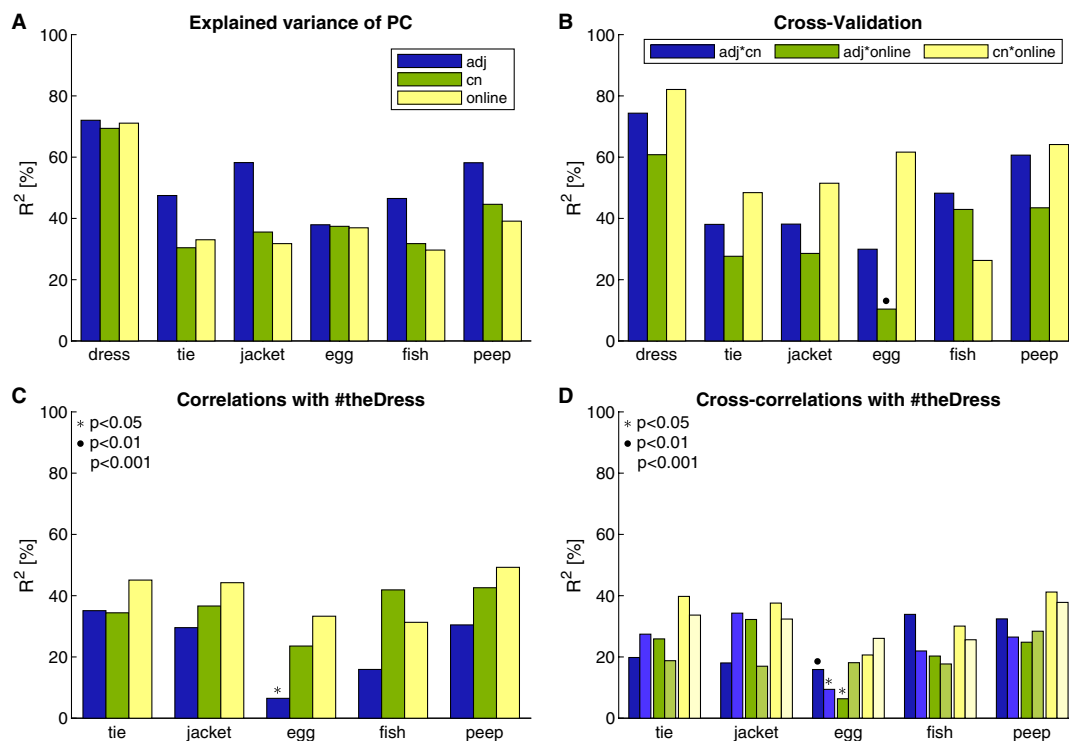 A
Explained variance of PC
100
80
60
40
20
0
R² [%]
adj
cn
online
dress tie jacket egg fish peep
B
Cross-Validation
100
80
60
40
20
0
R² [%]
adj*cn adj*online cn*online
•
dress tie jacket egg fish peep
C
Correlations with #theDress
100
80
60
40
20
0
R² [%]
* p<0.05
• p<0.01
p<0.001
*
tie jacket egg fish peep
D
Cross-correlations with #theDress
100
80
60
40
20
0
R² [%]
* p<0.05
• p<0.01
p<0.001
• * *
tie jacket egg fish peep